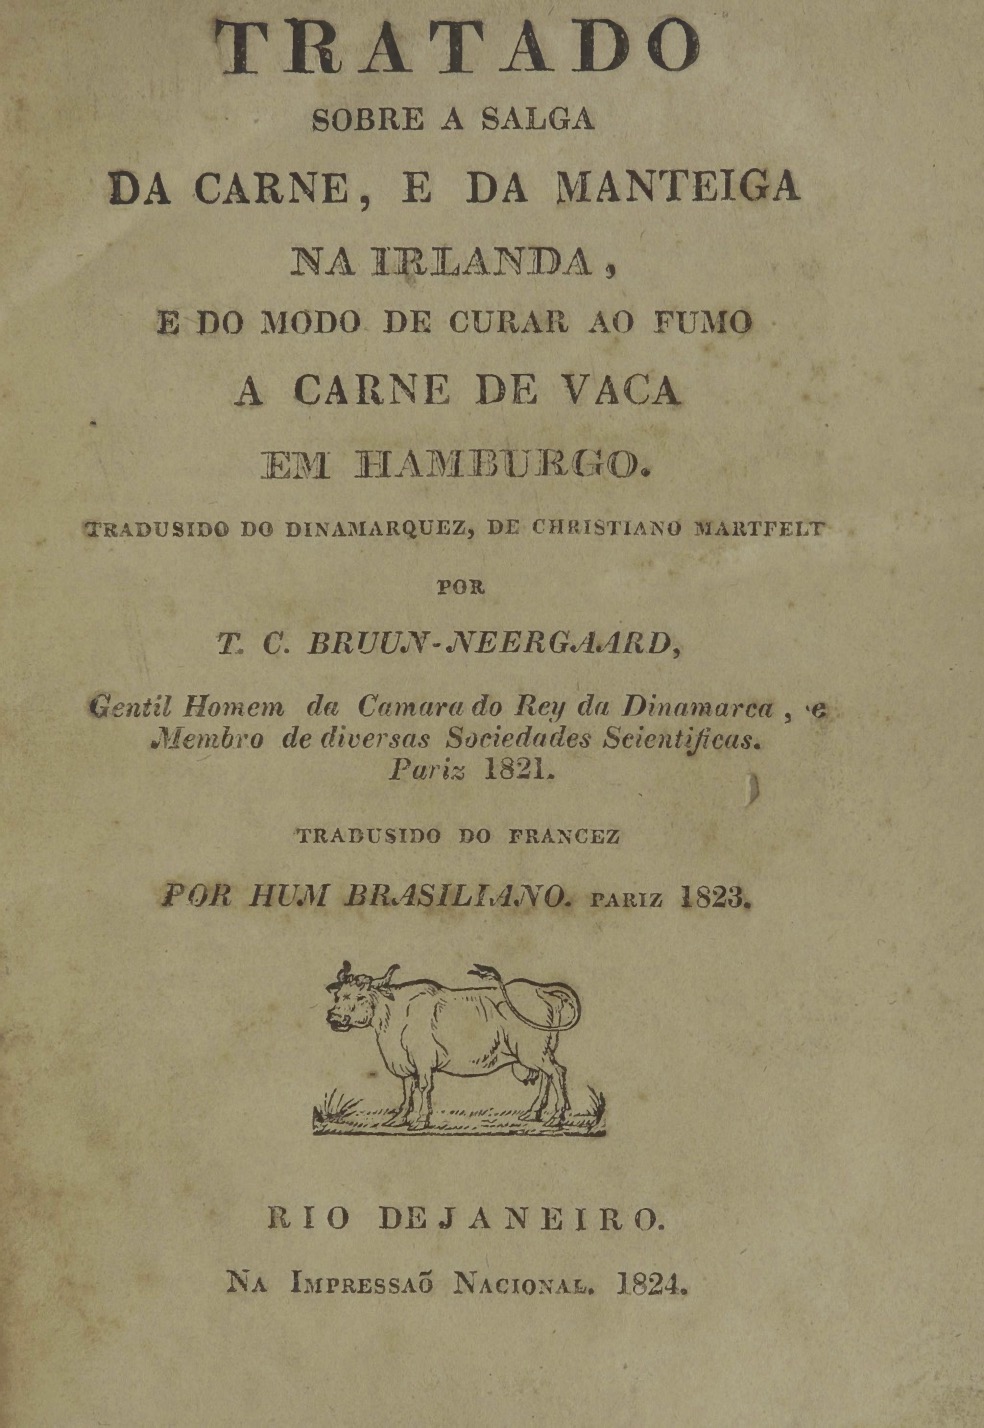 TRATADO
SOBRE A SALGA
DA CARNE, E DA MANTEIGA
NA IRLANDA,
E DO MODO DE CURAR AO FUMO
A CARNE DE VACA
EM HAMBURGO.
TRADUSIDO DO DINAMARQUEZ, DE CHRISTIANO MARTFELT
POR
T. C. BRUUN-NEERGAARD,
Gentil Homem da Camara do Rey da Dinamarca, e
Membro de diversas Sociedades Scientificas.
Pariz 1821.
TRADUSIDO DO FRANCEZ
POR HUM BRASILIANO. PARIZ 1823.
RIO DE JANEIRO.
NA IMPRESSAÕ NACIONAL. 1824.